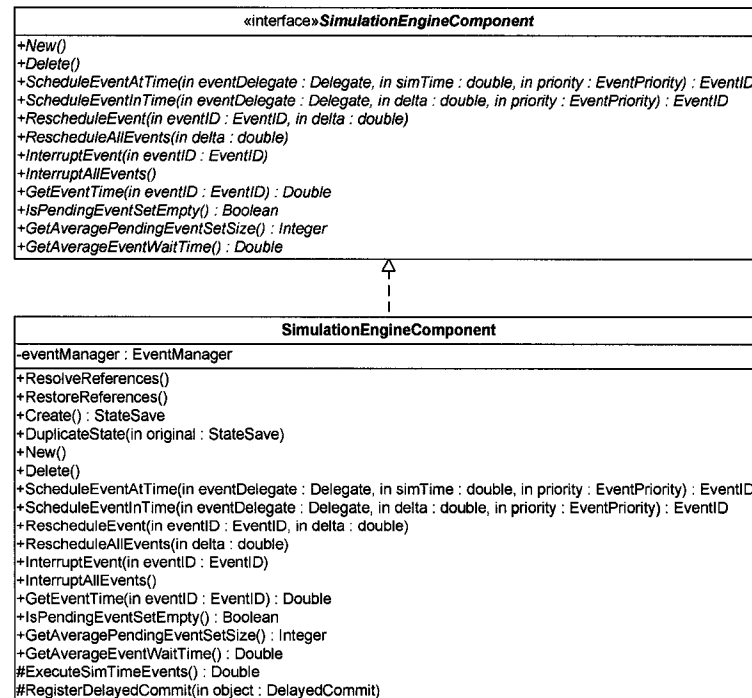 «interface»SimulationEngineComponent
+New()
+Delete()
+ScheduleEventAtTime(in eventDelegate : Delegate, in simTime : double, in priority : EventPriority) : EventID
+ScheduleEventInTime(in eventDelegate : Delegate, in delta : double, in priority : EventPriority) : EventID
+RescheduleEvent(in eventID : EventID, in delta : double)
+RescheduleAllEvents(in delta : double)
+InterruptEvent(in eventID : EventID)
+InterruptAllEvents()
+GetEventTime(in eventID : EventID) : Double
+IsPendingEventSetEmpty() : Boolean
+GetAveragePendingEventSetSize() : Integer
+GetAverageEventWaitTime() : Double
SimulationEngineComponent
-eventManager : EventManager
+ResolveReferences()
+RestoreReferences()
+Create() : StateSave
+DuplicateState(in original : StateSave)
+New()
+Delete()
+ScheduleEventAtTime(in eventDelegate : Delegate, in simTime : double, in priority : EventPriority) : EventID
+ScheduleEventInTime(in eventDelegate : Delegate, in delta : double, in priority : EventPriority) : EventID
+RescheduleEvent(in eventID : EventID, in delta : double)
+RescheduleAllEvents(in delta : double)
+InterruptEvent(in eventID : EventID)
+InterruptAllEvents()
+GetEventTime(in eventID : EventID) : Double
+IsPendingEventSetEmpty() : Boolean
+GetAveragePendingEventSetSize() : Integer
+GetAverageEventWaitTime() : Double
#ExecuteSimTimeEvents() : Double
#RegisterDelayedCommit(in object : DelayedCommit)